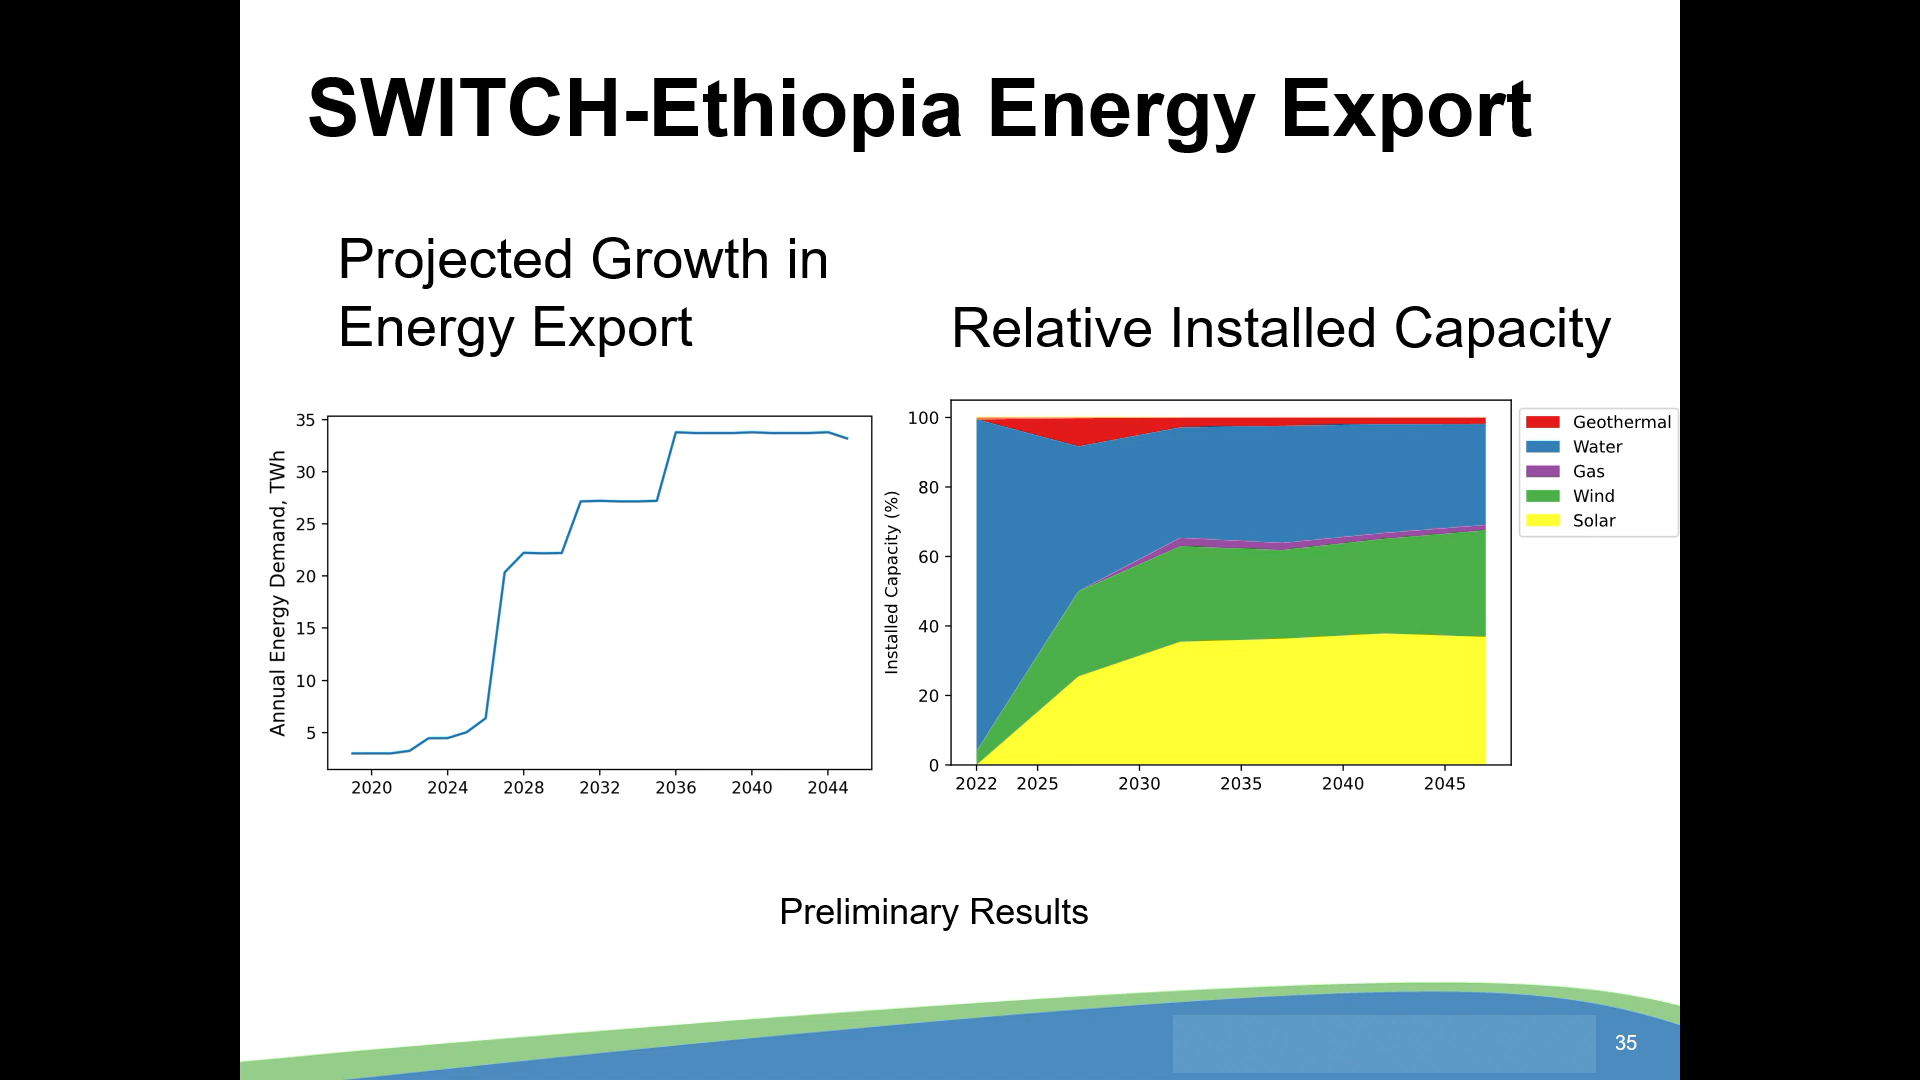 SWITCH-Ethiopia Energy Export
Projected Growth in
Energy Export
Relative Installed Capacity
Annual Energy Demand, TWh
35
30
25
20
15
10
5
2020 2024 2028 2032 2036 2040 2044
Installed Capacity (%)
100
80
60
40
20
0
2022 2025 2030 2035 2040 2045
Geothermal
Water
Gas
Wind
Solar
Preliminary Results
35